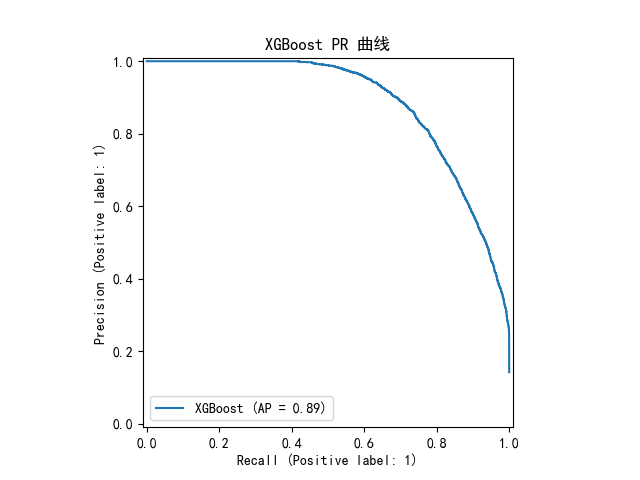 XGBoost PR 曲线
Precision (Positive label: 1)
1.0
0.8
0.6
0.4
0.2
0.0
XGBoost (AP = 0.89)
0.0 0.2 0.4 0.6 0.8 1.0
Recall (Positive label: 1)